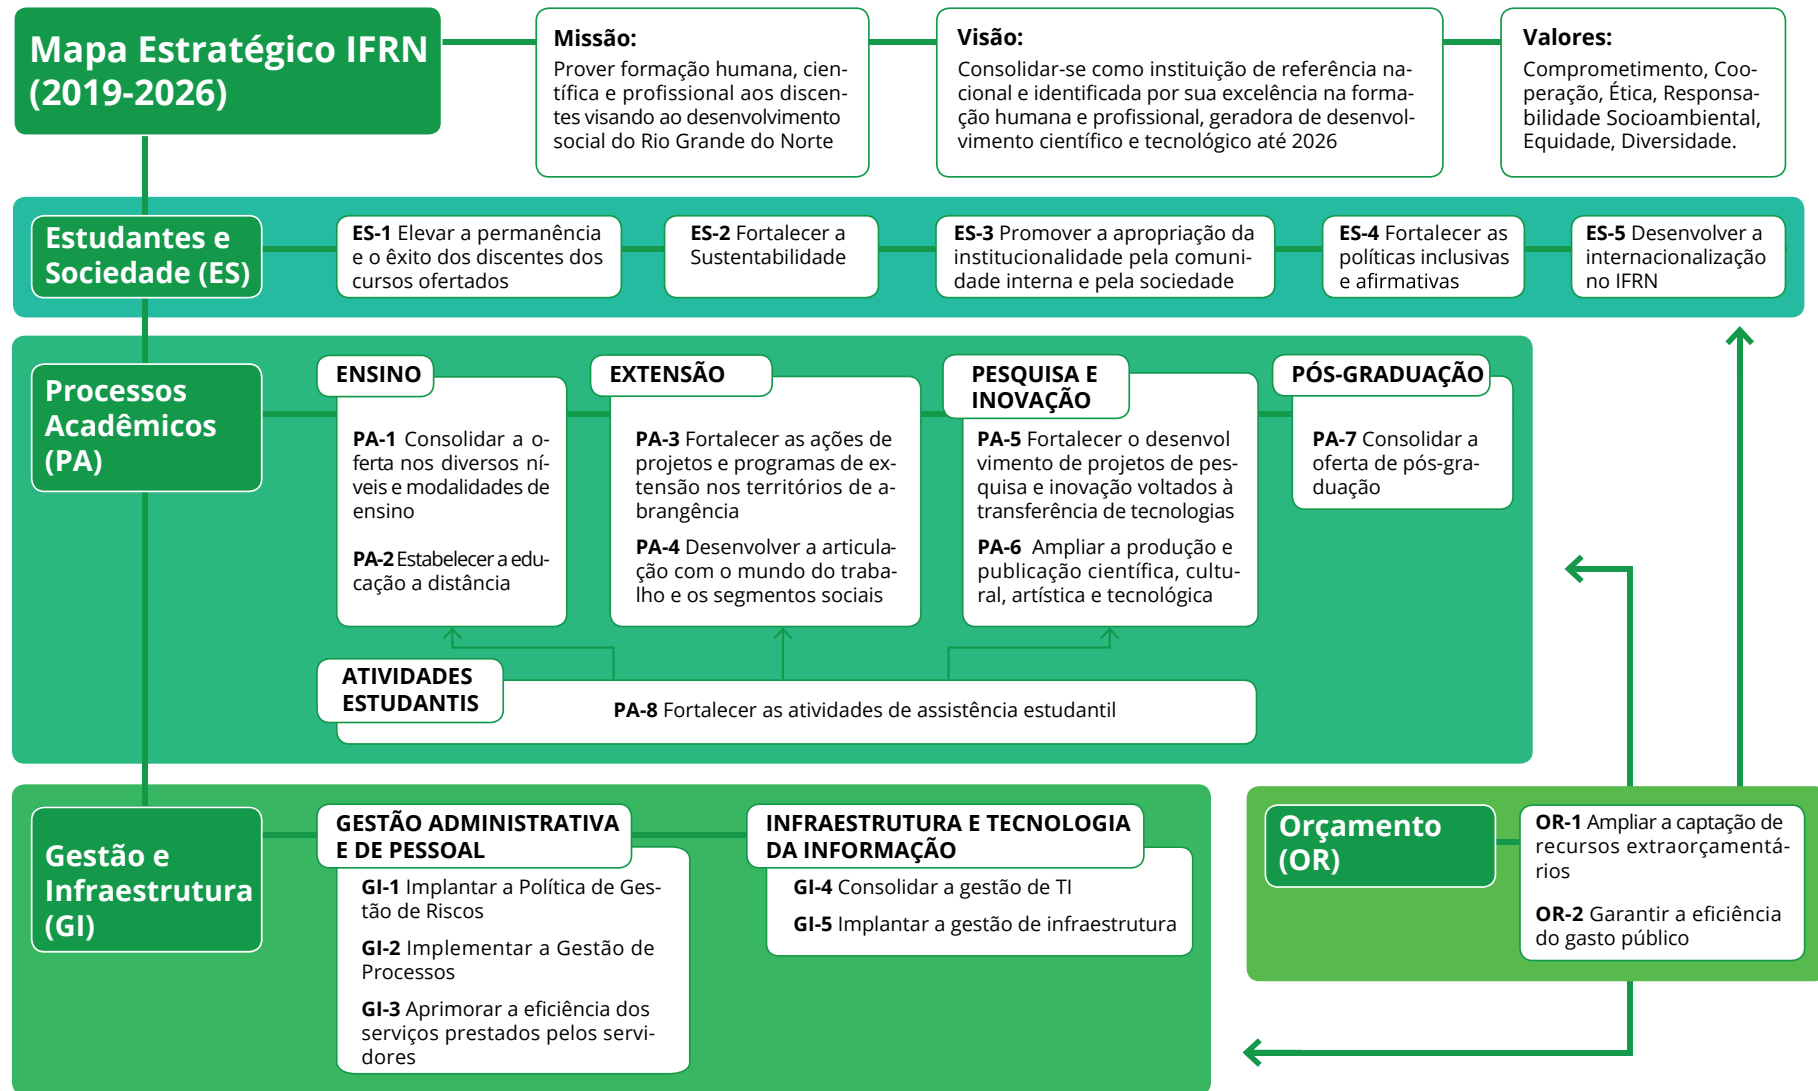 Mapa Estratégico IFRN
(2019-2026)
Missão:
Prover formação humana, cien-
tífica e profissional aos discen-
tes visando ao desenvolvimento
social do Rio Grande do Norte
Visão:
Consolidar-se como instituição de referência na-
cional e identificada por sua excelência na forma-
ção humana e profissional, geradora de desenvol-
vimento científico e tecnológico até 2026
Valores:
Comprometimento, Coo-
peração, Ética, Responsa-
bilidade Socioambiental,
Equidade, Diversidade.
Estudantes e
Sociedade (ES)
ES-1 Elevar a permanência
e o êxito dos discentes dos
cursos ofertados
ES-2 Fortalecer a
Sustentabilidade
ES-3 Promover a apropriação da
institucionalidade pela comuni-
dade interna e pela sociedade
ES-4 Fortalecer as
políticas inclusivas
e afirmativas
ES-5 Desenvolver a
internacionalização
no IFRN
Processos
Acadêmicos
(PA)
ENSINO
PA-1 Consolidar a o-
ferta nos diversos ní-
veis e modalidades de
ensino
PA-2 Estabelecer a edu-
cação a distância
EXTENSÃO
PA-3 Fortalecer as ações de
projetos e programas de ex-
tensão nos territórios de a-
brangência
PA-4 Desenvolver a articula-
ção com o mundo do traba-
lho e os segmentos sociais
PESQUISA E
INOVAÇÃO
PA-5 Fortalecer o desenvol
vimento de projetos de pes-
quisa e inovação voltados à
transferência de tecnologias
PA-6 Ampliar a produção e
publicação científica, cultu-
ral, artística e tecnológica
PÓS-GRADUAÇÃO
PA-7 Consolidar a
oferta de pós-gra-
duação
ATIVIDADES
ESTUDANTIS
PA-8 Fortalecer as atividades de assistência estudantil
Gestão e
Infraestrutura
(GI)
GESTÃO ADMINISTRATIVA
E DE PESSOAL
GI-1 Implantar a Política de Ges-
tão de Riscos
GI-2 Implementar a Gestão de
Processos
GI-3 Aprimorar a eficiência dos
serviços prestados pelos servi-
dores
INFRAESTRUTURA E TECNOLOGIA
DA INFORMAÇÃO
GI-4 Consolidar a gestão de TI
GI-5 Implantar a gestão de infraestrutura
Orçamento
(OR)
OR-1 Ampliar a captação de
recursos extraorçamentá-
rios
OR-2 Garantir a eficiência
do gasto público